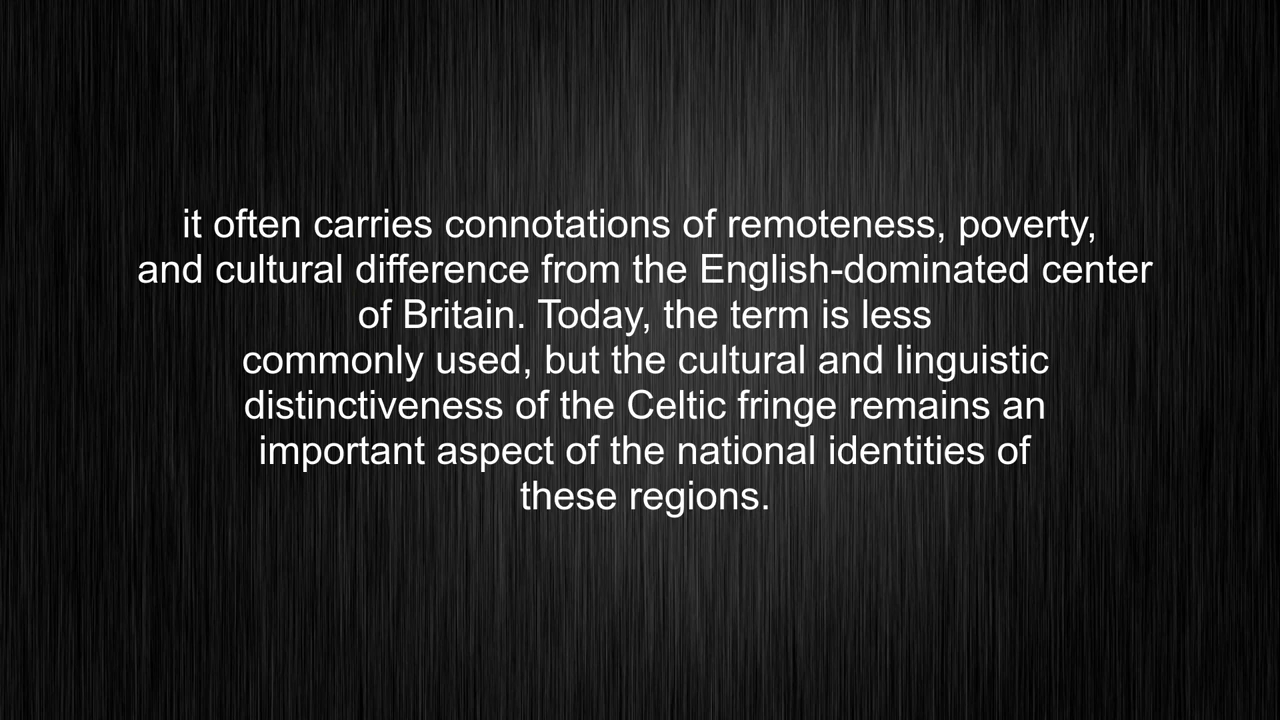 it often carries connotations of remoteness, poverty,
and cultural difference from the English-dominated center
of Britain. Today, the term is less
commonly used, but the cultural and linguistic
distinctiveness of the Celtic fringe remains an
important aspect of the national identities of
these regions.